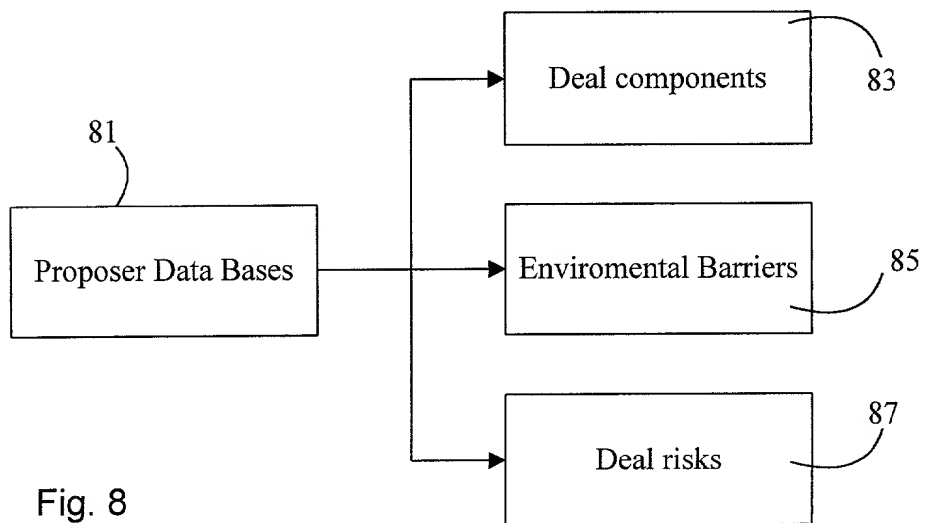 Deal components
83
81
Proposer Data Bases
Enviromental Barriers
85
Deal risks
87
Fig. 8